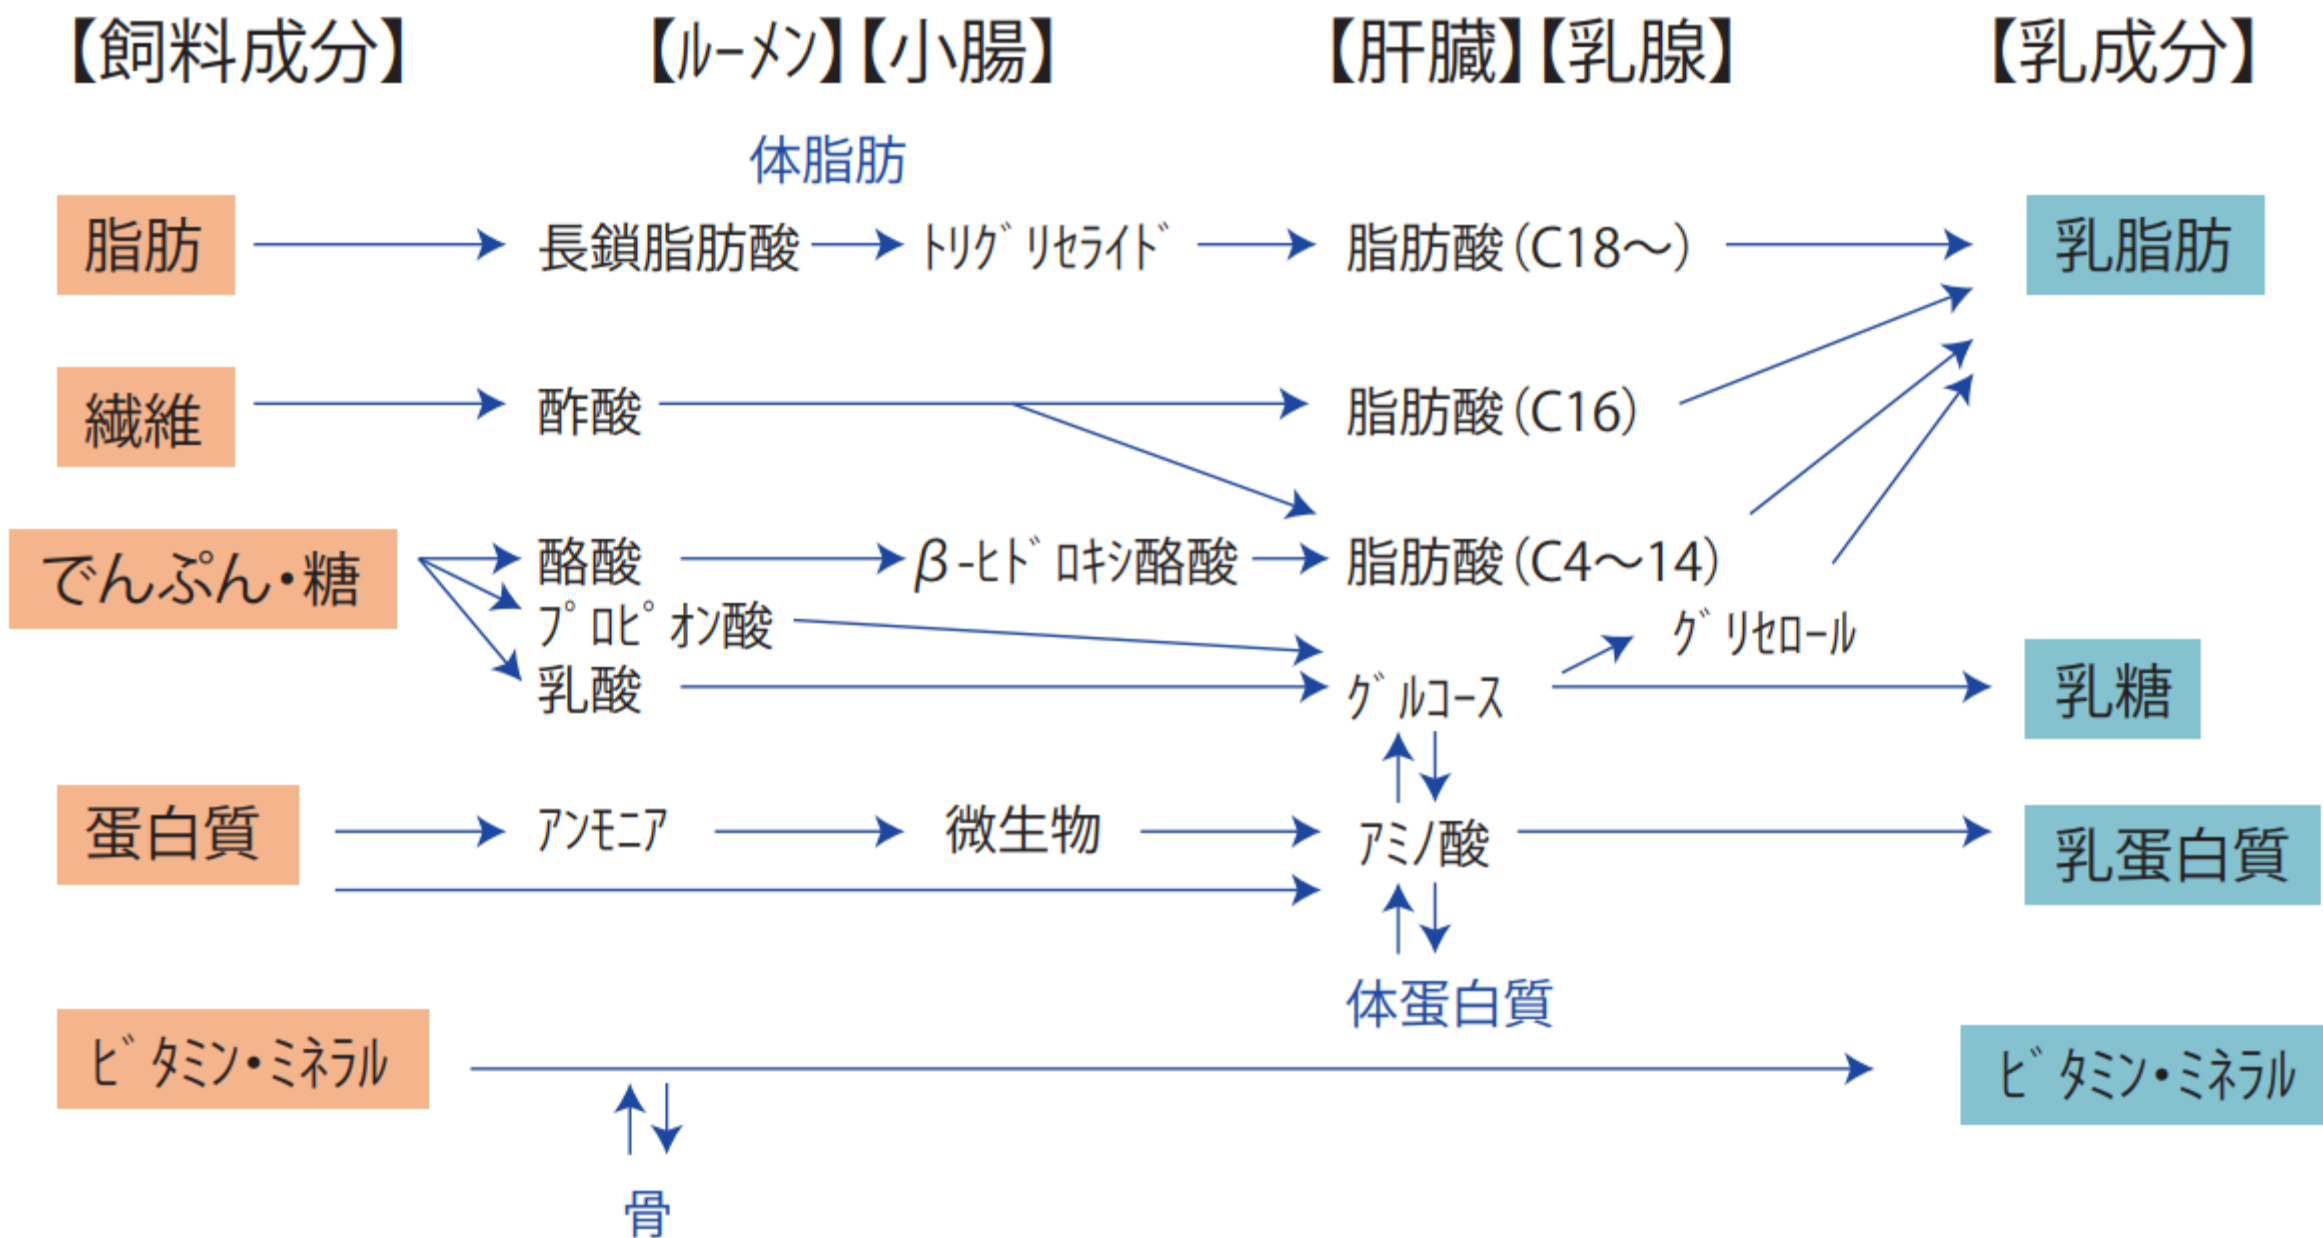 【飼料成分】 【ﾙｰﾒﾝ】【小腸】 【肝臓】【乳腺】 【乳成分】
体脂肪
脂肪 長鎖脂肪酸 ﾄﾘｸﾞﾘｾﾗｲﾄﾞ 脂肪酸(C18〜) 乳脂肪
繊維 酢酸 脂肪酸(C16)
でんぷん・糖 酪酸 β-ﾋﾄﾞﾛｷｼ酪酸 脂肪酸(C4〜14)
ﾌﾟﾛﾋﾟｵﾝ酸 ｸﾞﾘｾﾛｰﾙ
乳酸 ｸﾞﾙｺｰｽ 乳糖
蛋白質 ｱﾝﾓﾆｱ 微生物 ｱﾐﾉ酸 乳蛋白質
体蛋白質
ﾋﾞﾀﾐﾝ・ﾐﾈﾗﾙ ﾋﾞﾀﾐﾝ・ﾐﾈﾗﾙ
骨